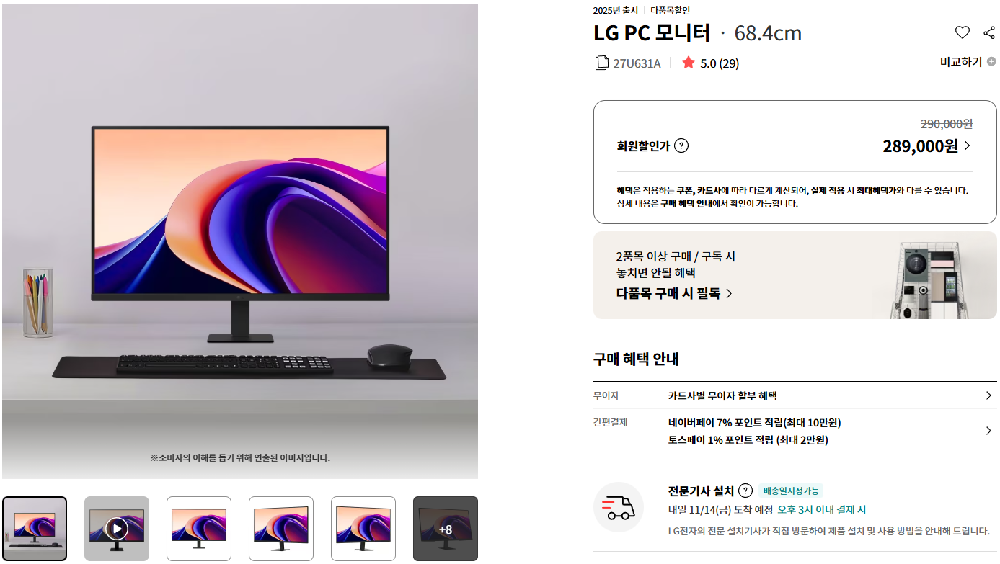 2025년 출시 다품목할인
LG PC 모니터 · 68.4cm
27U631A 5.0 (29)
비교하기
290,000원
회원할인가 ?
289,000원
혜택은 적용하는 쿠폰, 카드사에 따라 다르게 계산되어, 실제 적용 시 최대혜택가와 다를 수 있습니다.
상세 내용은 구매 혜택 안내에서 확인이 가능합니다.
2품목 이상 구매 / 구독 시
놓치면 안될 혜택
다품목 구매 시 필독
구매 혜택 안내
무이자 카드사별 무이자 할부 혜택
간편결제 네이버페이 7% 포인트 적립(최대 10만원)
토스페이 1% 포인트 적립 (최대 2만원)
전문기사 설치 ? 배송일지정가능
내일 11/14(금) 도착 예정 오후 3시 이내 결제 시
LG전자의 전문 설치기사가 직접 방문하여 제품 설치 및 사용 방법을 안내해 드립니다.
※소비자의 이해를 돕기 위해 연출된 이미지입니다.
+8